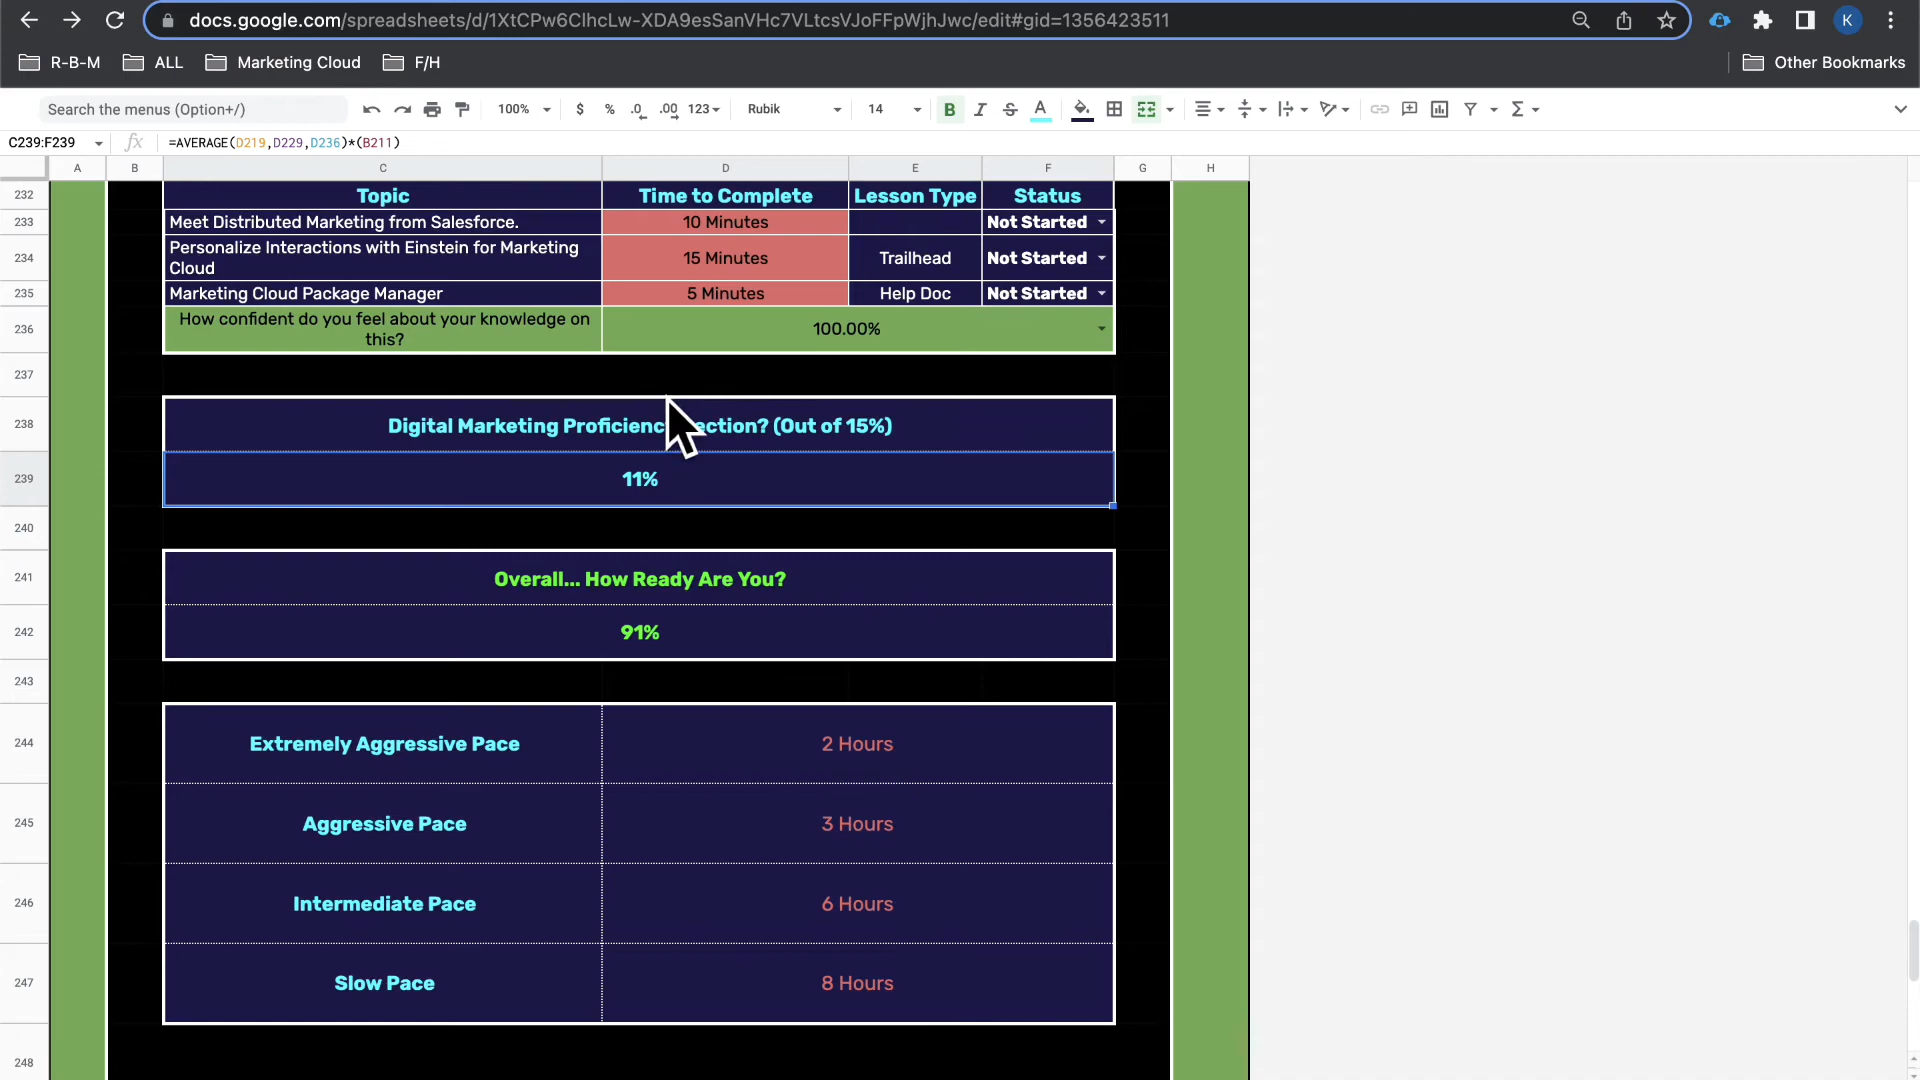 docs.google.com/spreadsheets/d/1XtCPw6ClhcLw-XDA9esSanVHc7VLtcsVJoFFpWjhJwc/edit#gid=1356423511
K
R-B-M ALL Marketing Cloud F/H Other Bookmarks
Search the menus (Option+/) 100% $ % .0 .00 123 Rubik 14 B I S A
C239:F239 fx =AVERAGE(D219,D229,D236)*(B211)
A B C D E F G H
232 Topic Time to Complete Lesson Type Status
233 Meet Distributed Marketing from Salesforce. 10 Minutes Not Started
234 Personalize Interactions with Einstein for Marketing
Cloud 15 Minutes Trailhead Not Started
235 Marketing Cloud Package Manager 5 Minutes Help Doc Not Started
236 How confident do you feel about your knowledge on
this? 100.00%
237
238 Digital Marketing Proficienc ection? (Out of 15%)
239 11%
240
241 Overall... How Ready Are You?
242 91%
243
244 Extremely Aggressive Pace 2 Hours
245 Aggressive Pace 3 Hours
246 Intermediate Pace 6 Hours
247 Slow Pace 8 Hours
248